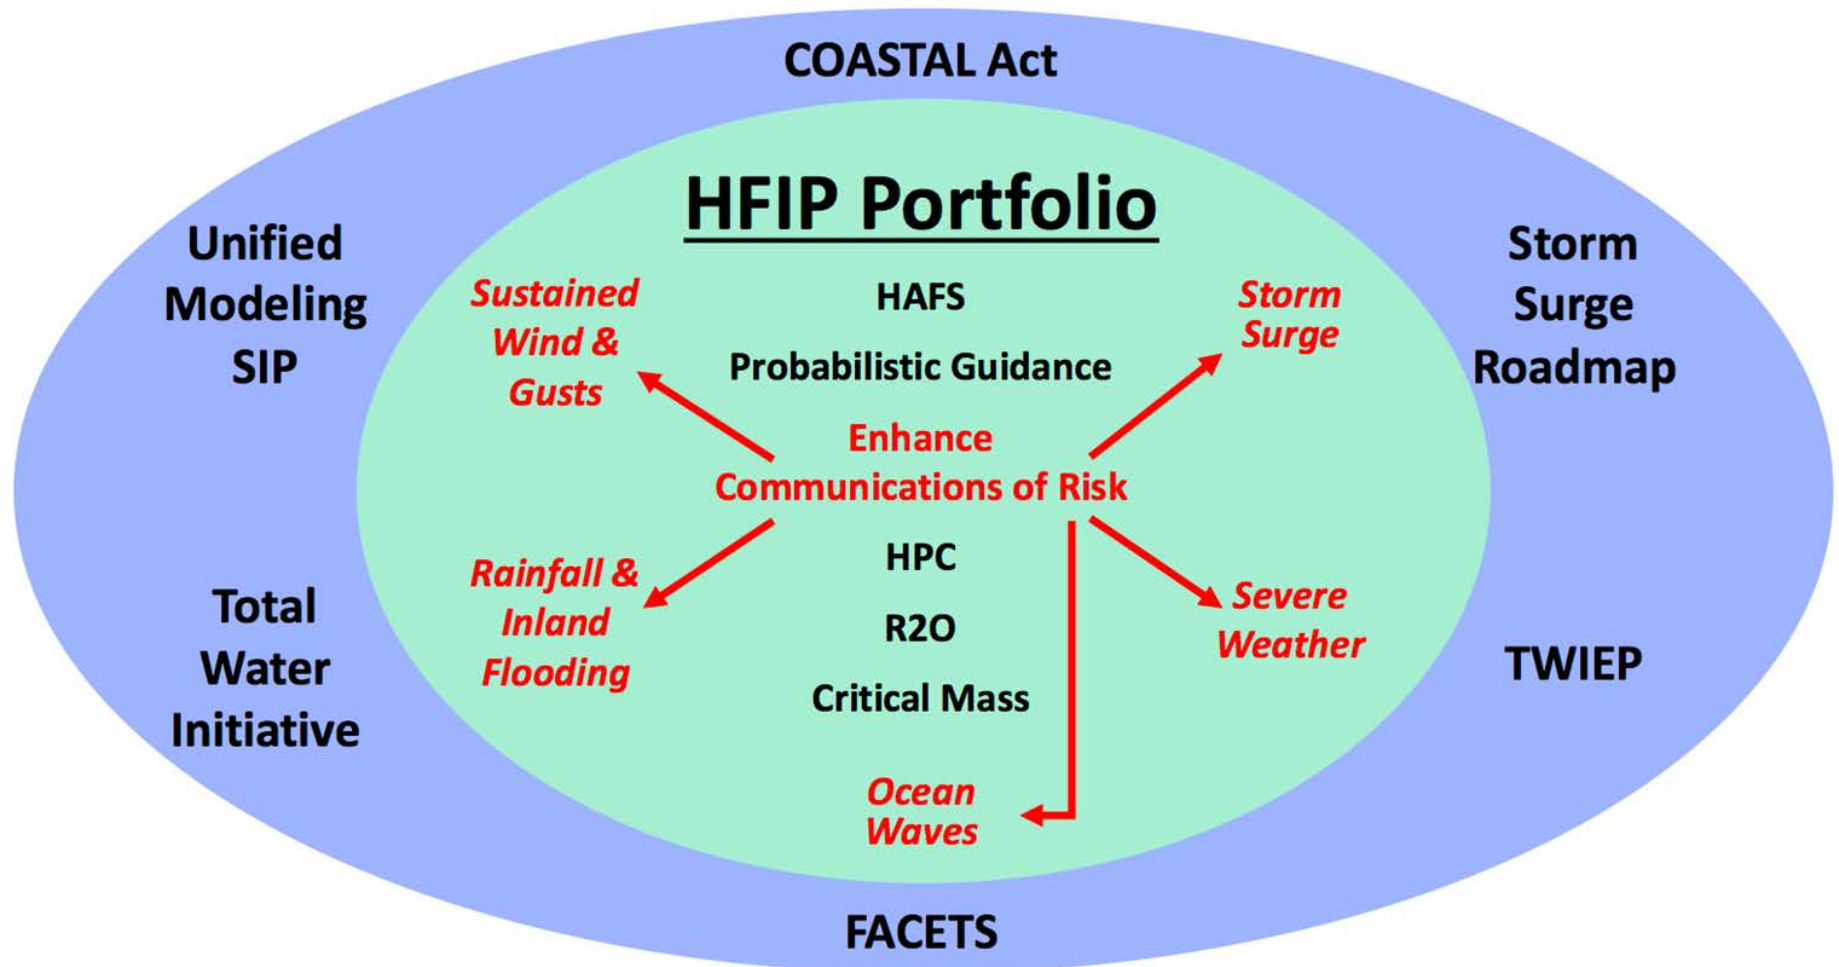 COASTAL Act
HFIP Portfolio
Unified
Modeling
SIP
Sustained
Wind &
Gusts
HAFS
Probabilistic Guidance
Enhance
Communications of Risk
Storm
Surge
Storm
Surge
Roadmap
Total
Water
Initiative
Rainfall &
Inland
Flooding
HPC
R2O
Critical Mass
Severe
Weather
TWIEP
Ocean
Waves
FACETS